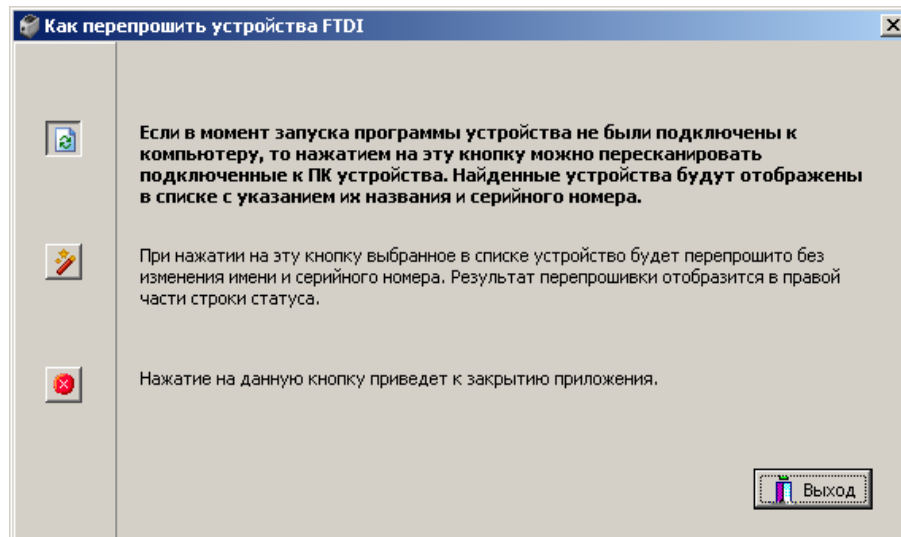 Как перепрошить устройства FTDI
Если в момент запуска программы устройства не были подключены к
компьютеру, то нажатием на эту кнопку можно пересканировать
подключенные к ПК устройства. Найденные устройства будут отображены
в списке с указанием их названия и серийного номера.
При нажатии на эту кнопку выбранное в списке устройство будет перепрошито без
изменения имени и серийного номера. Результат перепрошивки отобразится в правой
части строки статуса.
Нажатие на данную кнопку приведет к закрытию приложения.
Выход